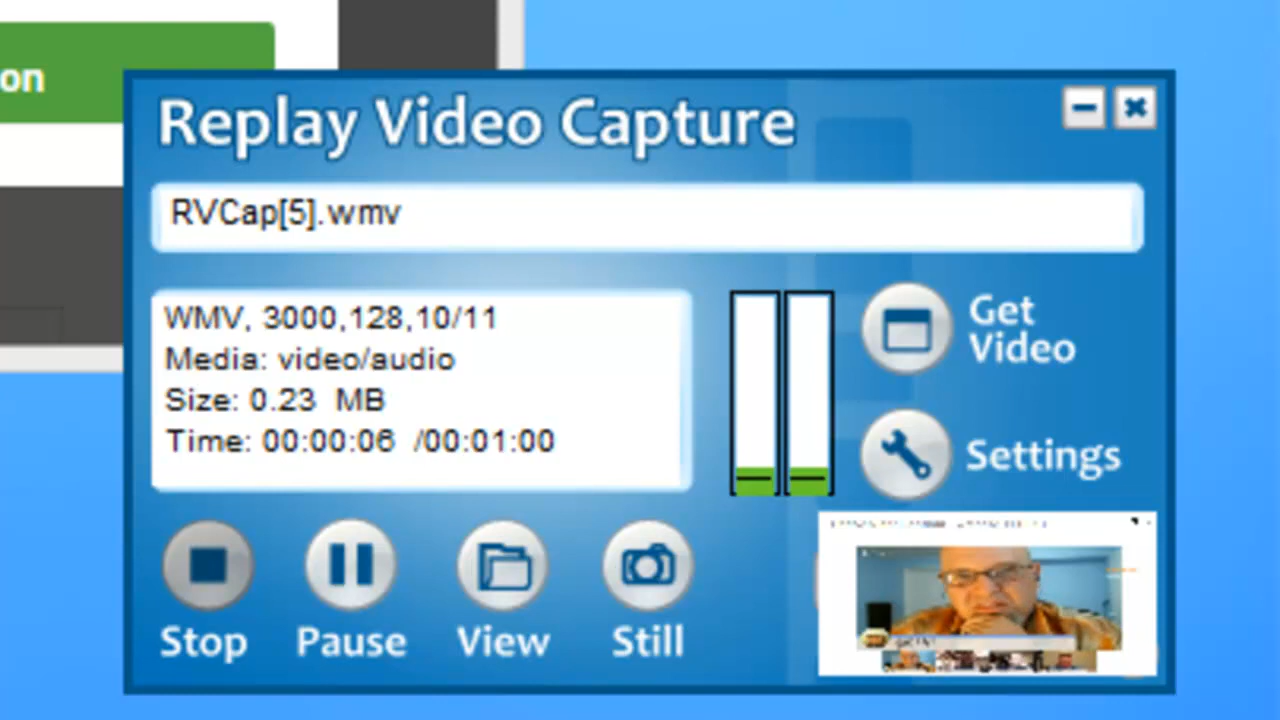 on
Replay Video Capture
RVCap[5].wmv
WMV, 3000,128,10/11
Media: video/audio
Size: 0.23 MB
Time: 00:00:06 /00:01:00
Get
Video
Settings
Stop
Pause
View
Still